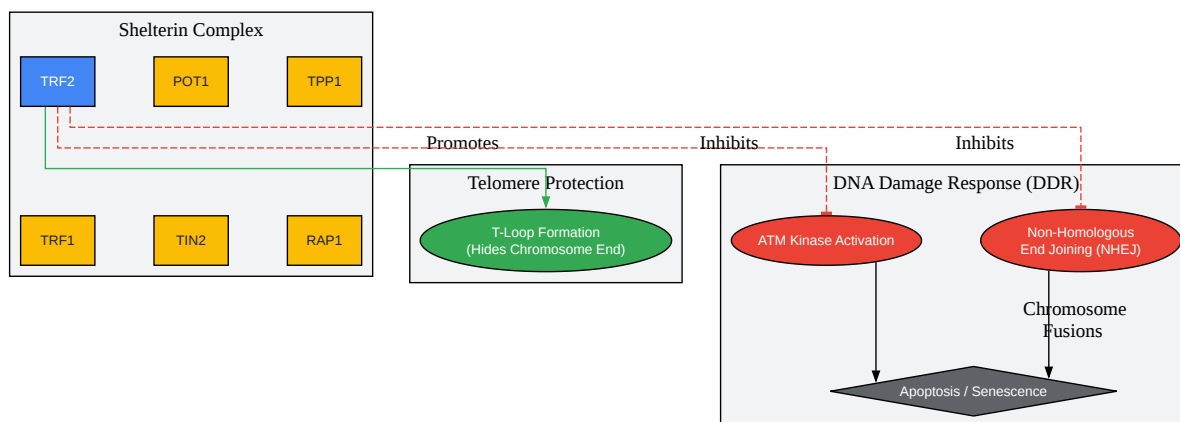 Shelterin Complex
TRF2
POT1
TPP1
Promotes
Inhibits
Inhibits
Telomere Protection
DNA Damage Response (DDR)
TRF1
TIN2
RAP1
T-Loop Formation
(Hides Chromosome End)
ATM Kinase Activation
Non-Homologous
End Joining (NHEJ)
Chromosome
Fusions
Apoptosis / Senescence